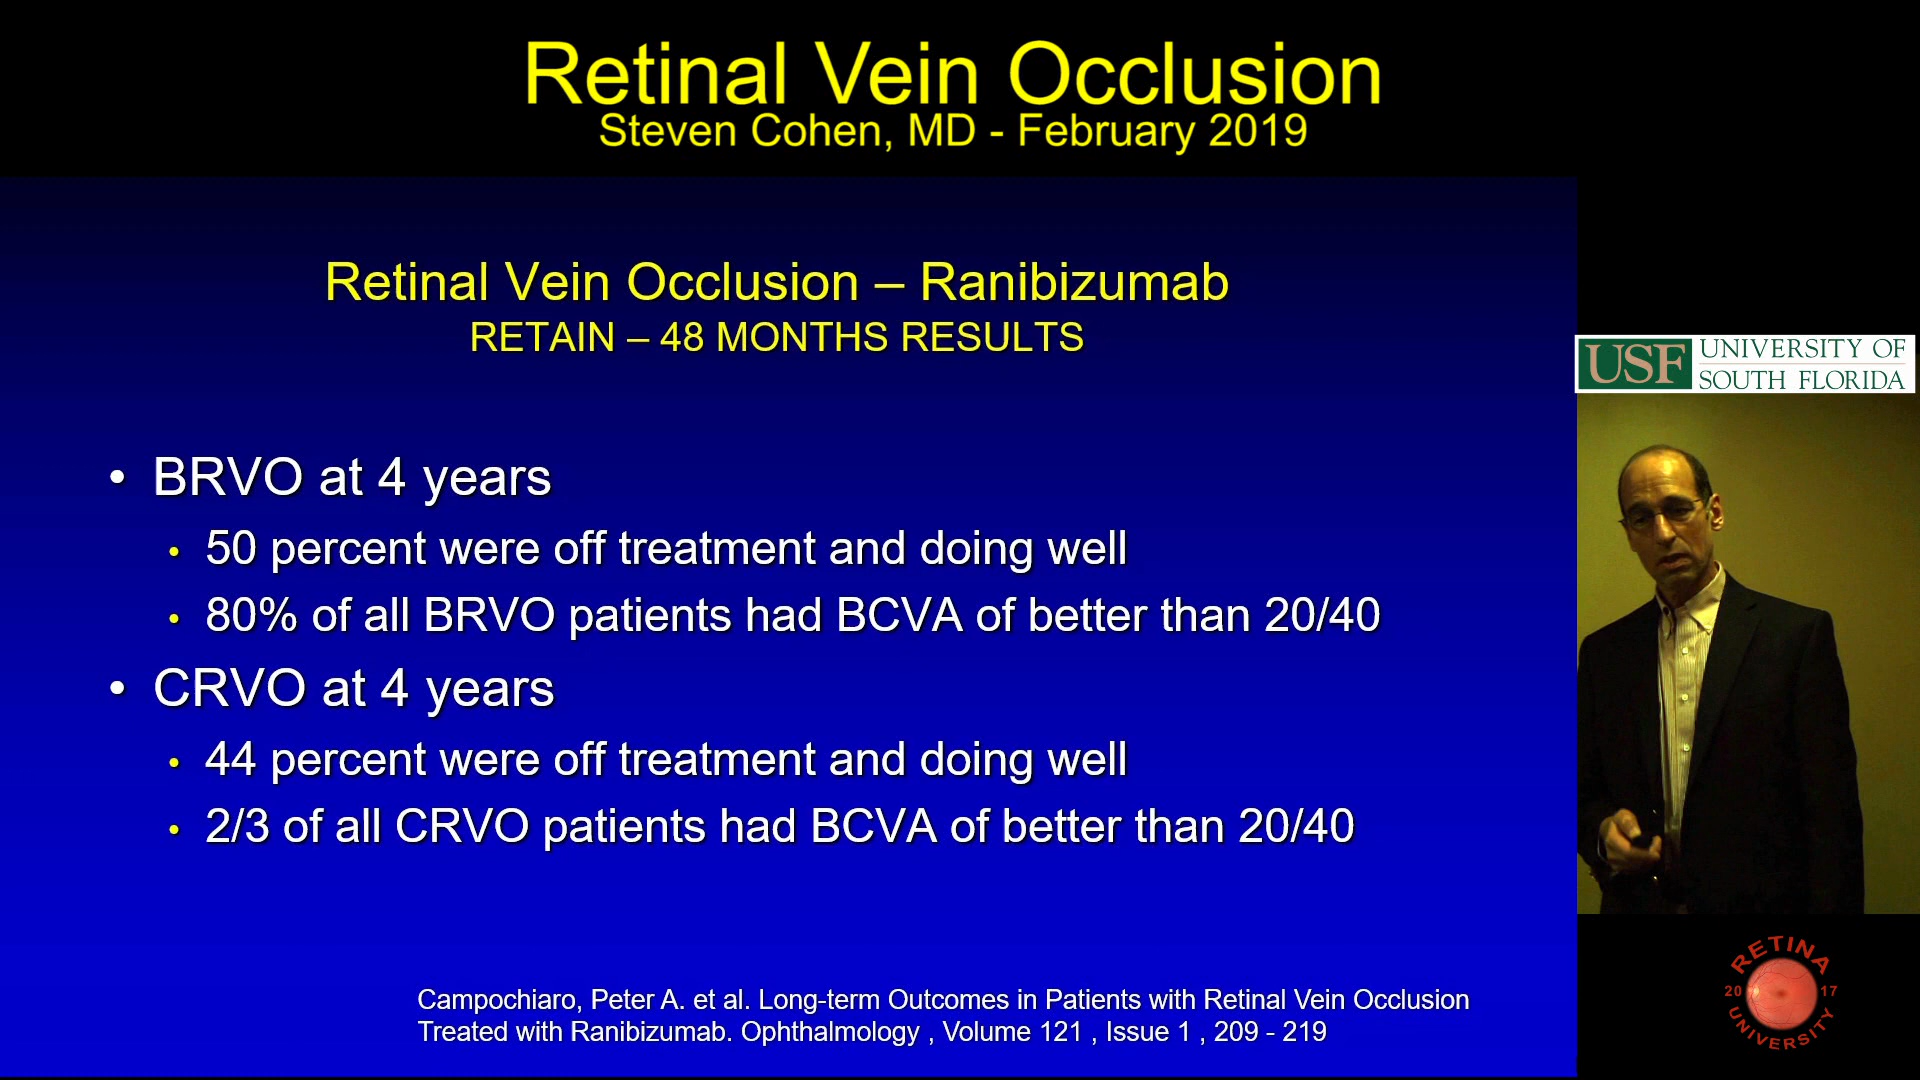 Retinal Vein Occlusion
Steven Cohen, MD - February 2019
Retinal Vein Occlusion – Ranibizumab
RETAIN – 48 MONTHS RESULTS
• BRVO at 4 years
• 50 percent were off treatment and doing well
• 80% of all BRVO patients had BCVA of better than 20/40
• CRVO at 4 years
• 44 percent were off treatment and doing well
• 2/3 of all CRVO patients had BCVA of better than 20/40
Campochiaro, Peter A. et al. Long-term Outcomes in Patients with Retinal Vein Occlusion
Treated with Ranibizumab. Ophthalmology , Volume 121 , Issue 1 , 209 - 219
USF UNIVERSITY OF
SOUTH FLORIDA
RETINA
20 17
UNIVERSITY